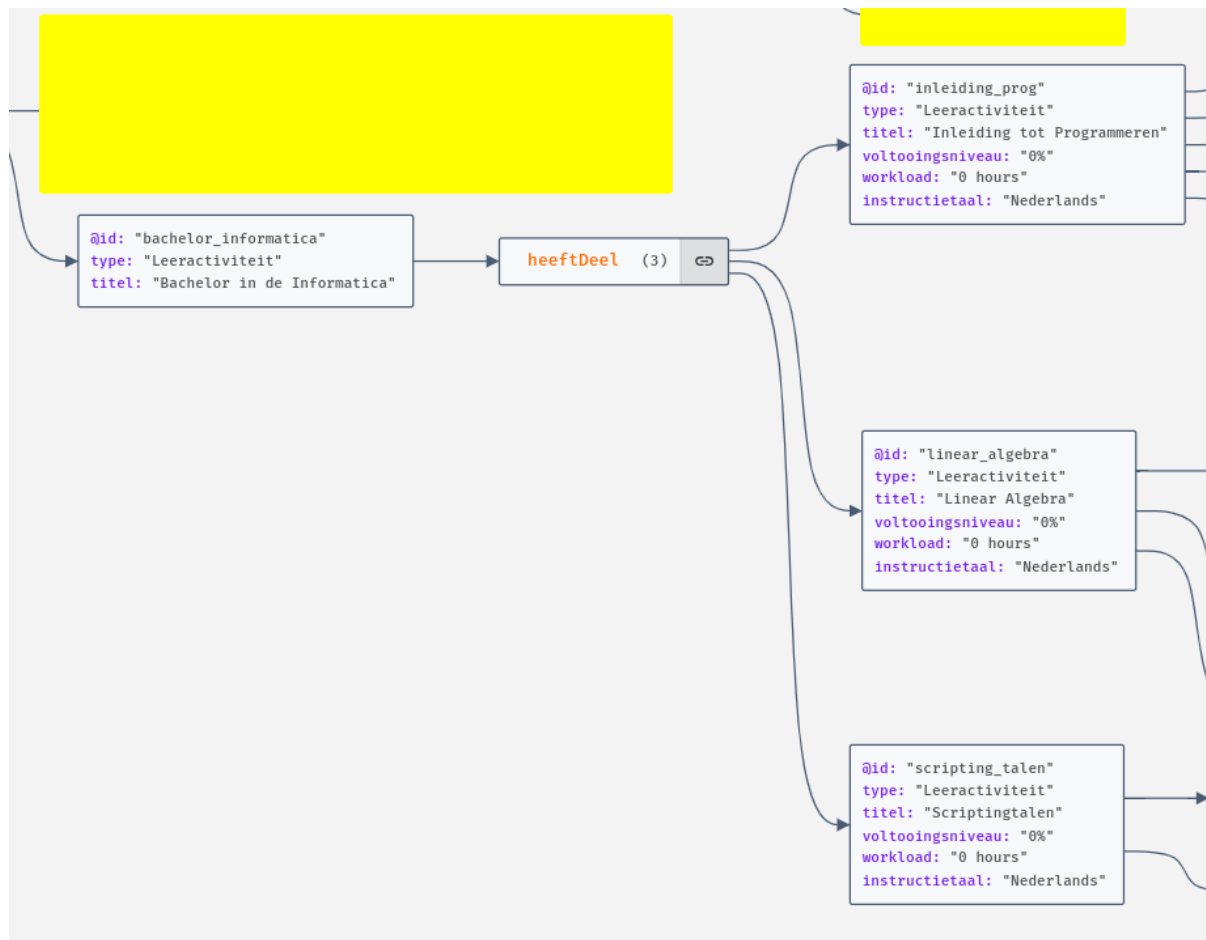 @id: "bachelor_informatica"
type: "Leeractiviteit"
titel: "Bachelor in de Informatica"
heeftDeel (3)
@id: "inleiding_prog"
type: "Leeractiviteit"
titel: "Inleiding tot Programmeren"
voltooingsniveau: "0%"
workload: "0 hours"
instructietaal: "Nederlands"
@id: "linear_algebra"
type: "Leeractiviteit"
titel: "Linear Algebra"
voltooingsniveau: "0%"
workload: "0 hours"
instructietaal: "Nederlands"
@id: "scripting_talen"
type: "Leeractiviteit"
titel: "Scriptingtalen"
voltooingsniveau: "0%"
workload: "0 hours"
instructietaal: "Nederlands"